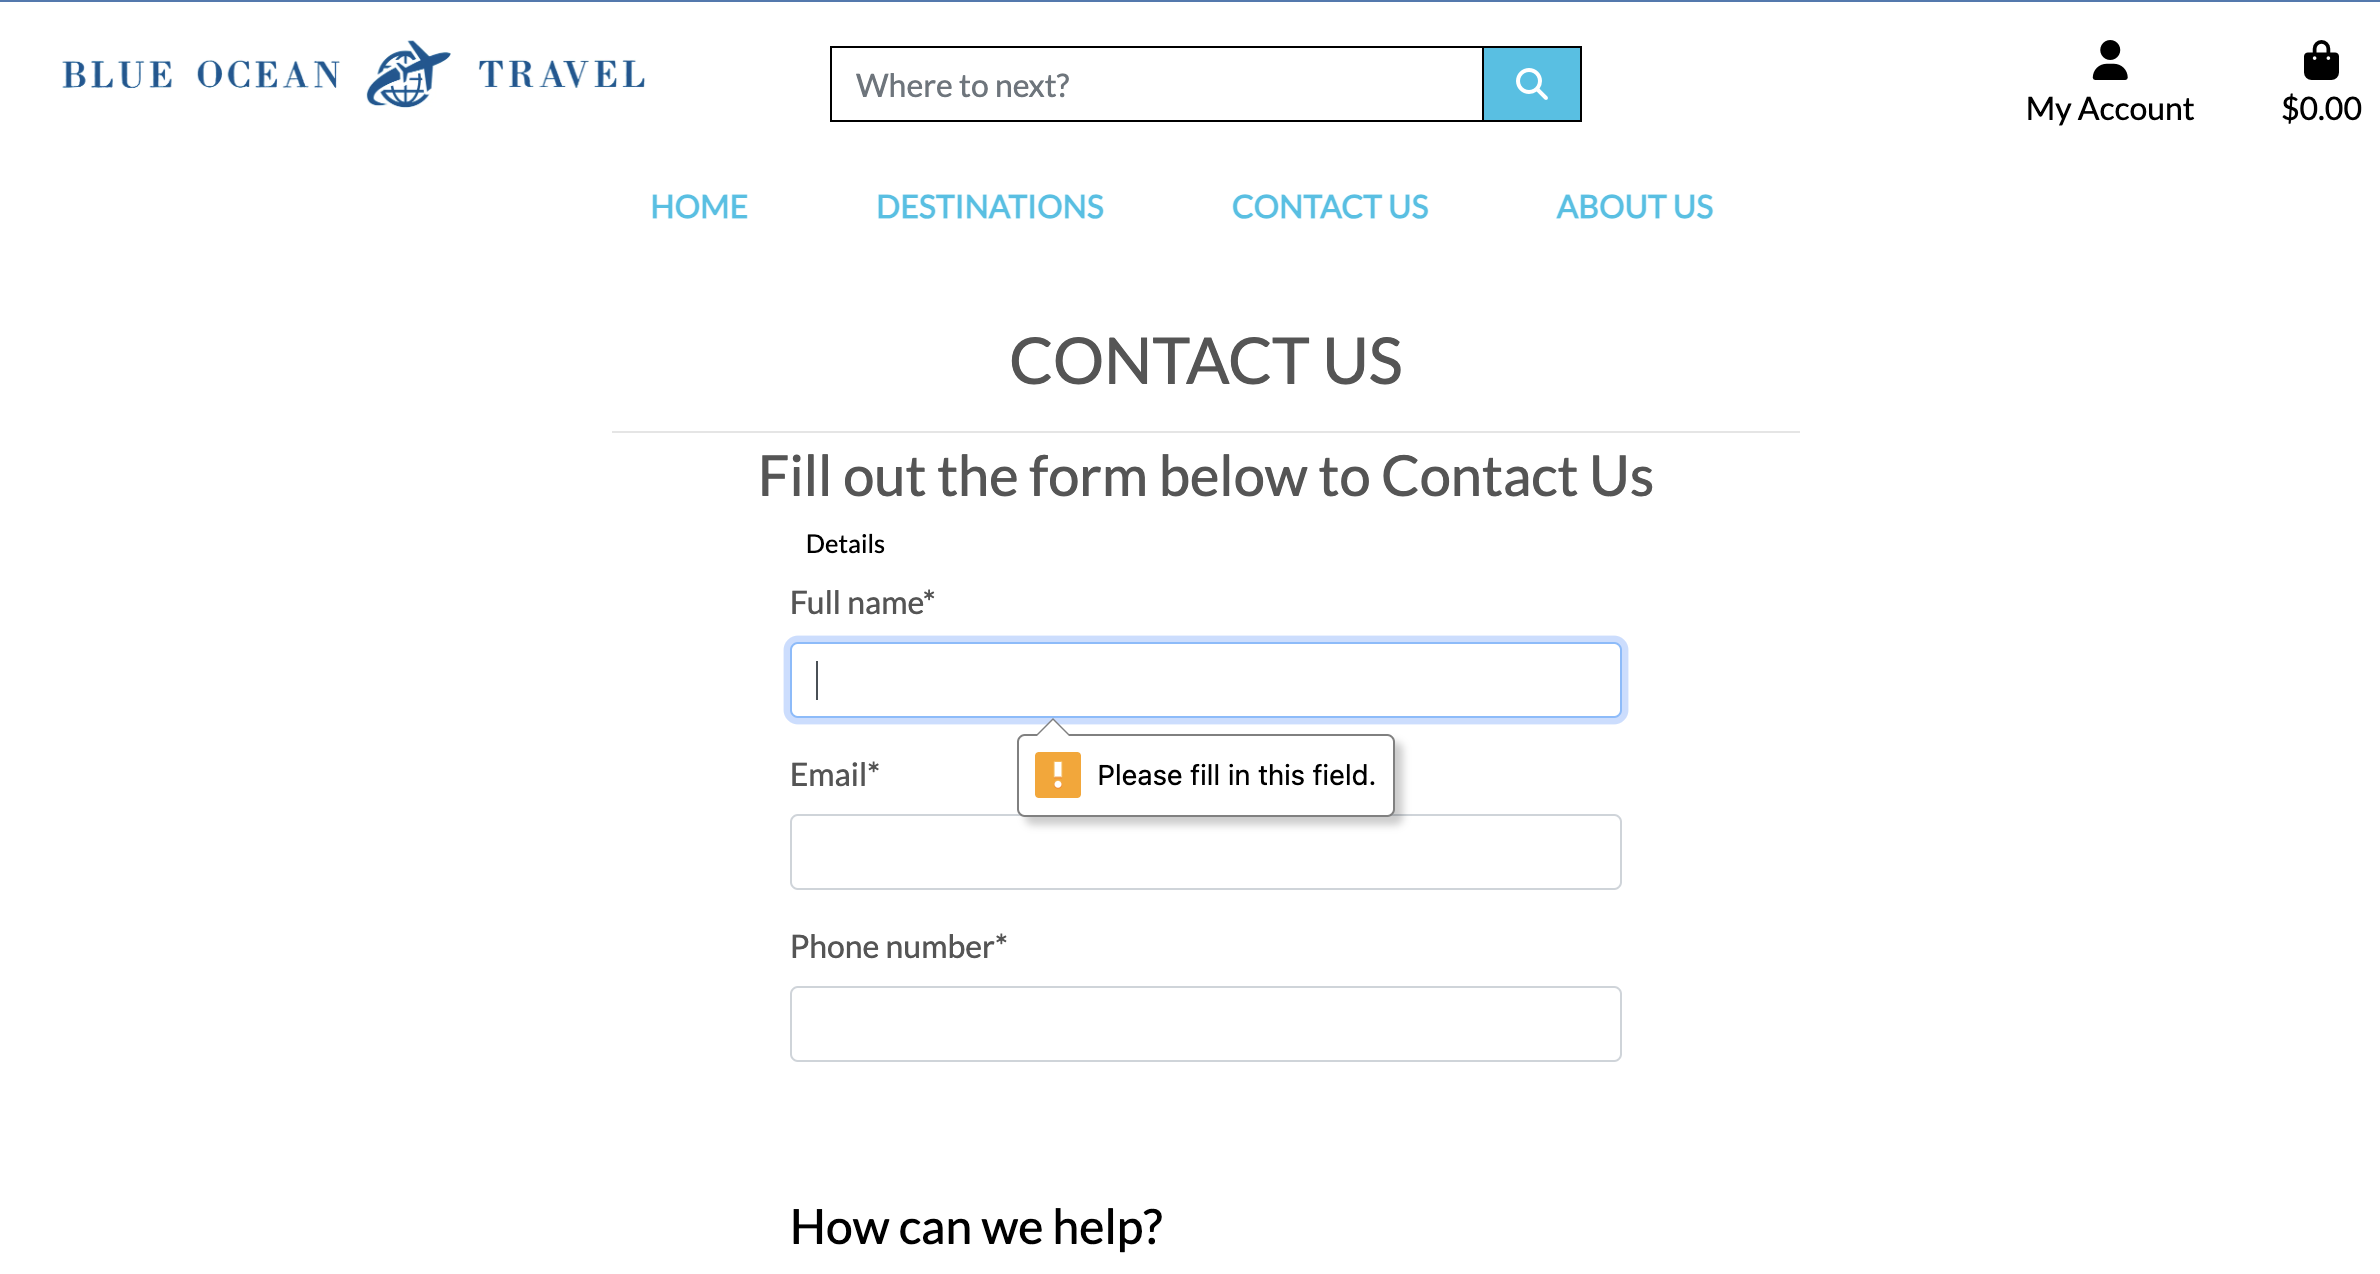 BLUE OCEAN TRAVEL
Where to next?
My Account
$0.00
HOME DESTINATIONS CONTACT US ABOUT US
CONTACT US
Fill out the form below to Contact Us
Details
Full name*
Please fill in this field.
Email*
Phone number*
How can we help?